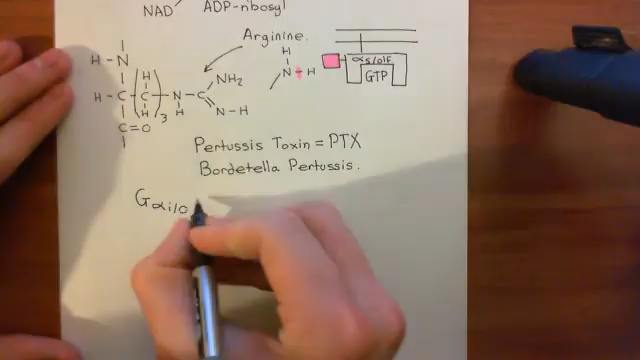 NAD ADP-ribosyl
Arginine.
H
H - N
H
NH₂
N + H
αs/olf
GTP
H - C - ( C )₃ - N - C
H
H
N - H
C = O
Pertussis Toxin = PTX
Bordetella Pertussis.
Gαi/o